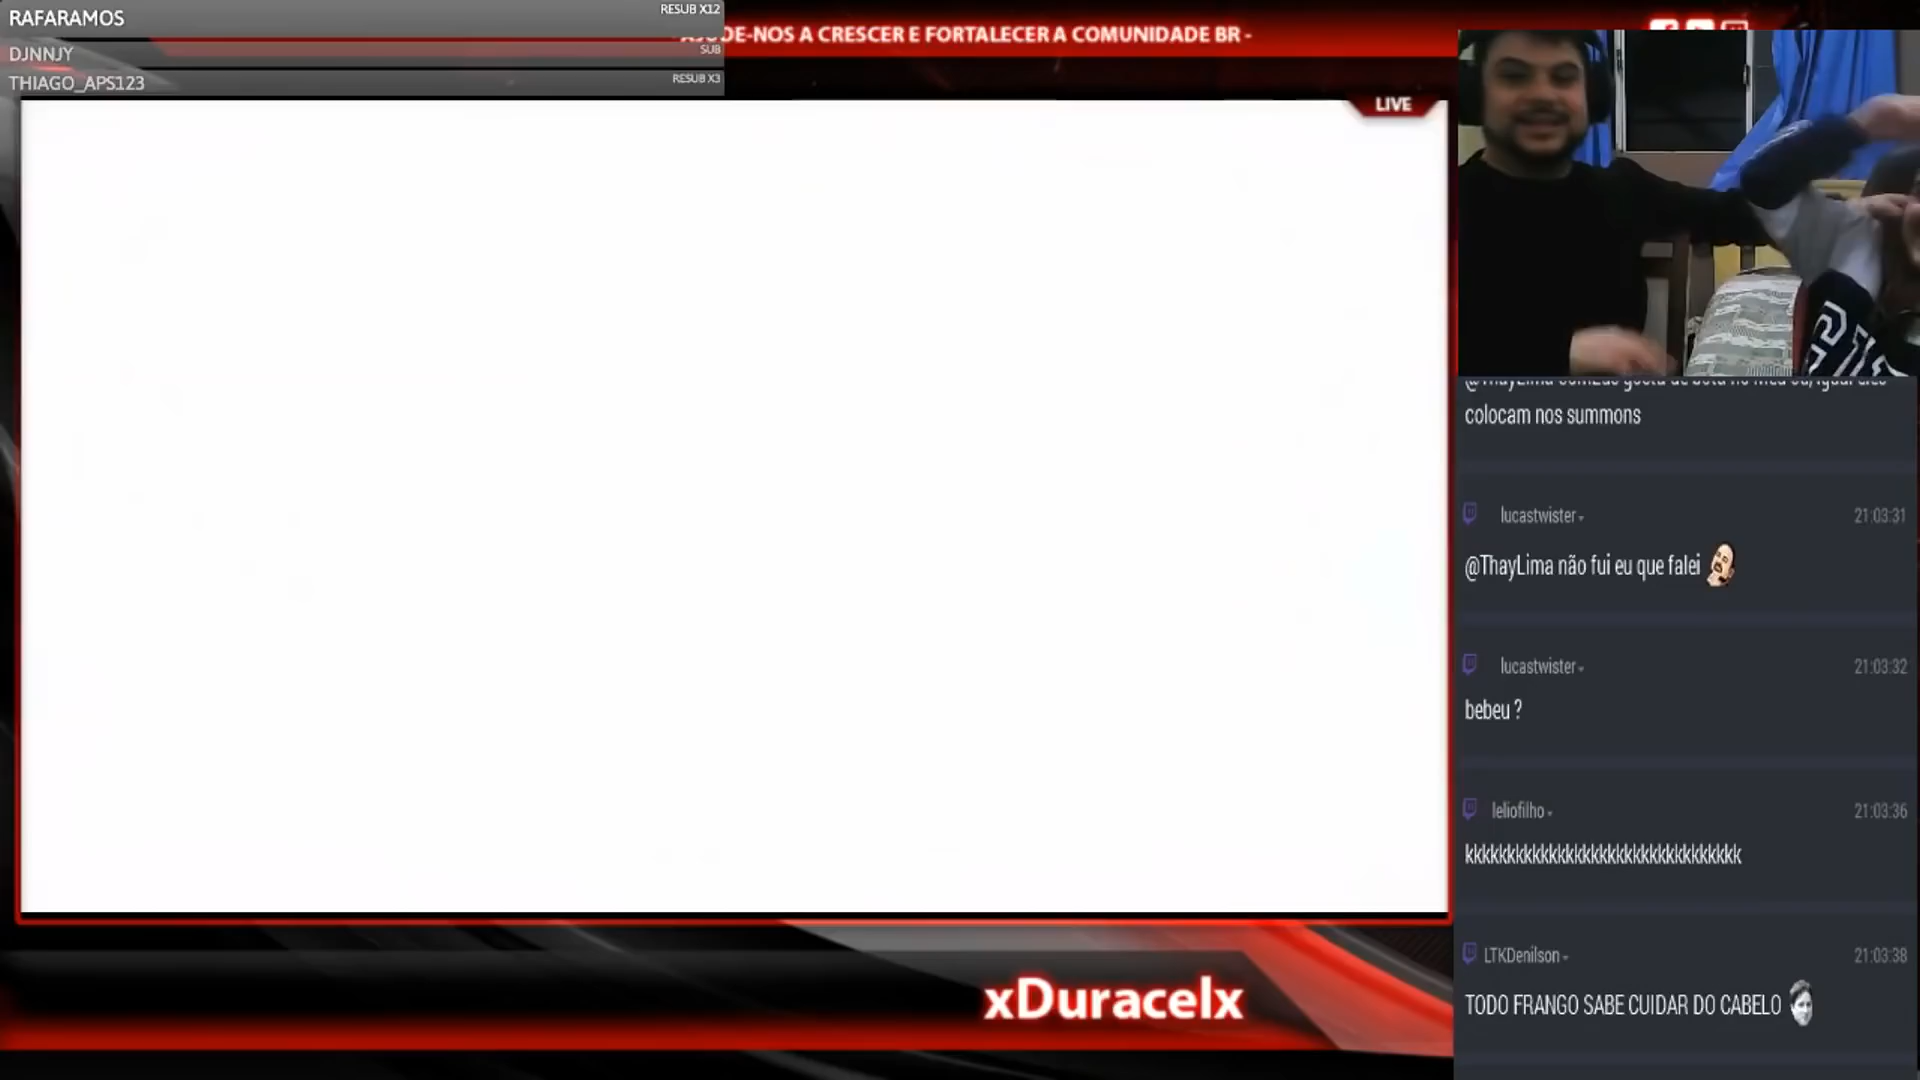 RAFARAMOS
RESUB X12
DJNNJY
SUB
THIAGO_APS123
RESUB X3
DE-NOS A CRESCER E FORTALECER A COMUNIDADE BR -
LIVE
colocam nos summons
lucastwister
21:03:31
@ThayLima não fui eu que falei
lucastwister
21:03:32
bebeu ?
leliofilho
21:03:36
kkkkkkkkkkkkkkkkkkkkkkkkkkkkkkkkk
LTKDenilson
21:03:38
TODO FRANGO SABE CUIDAR DO CABELO
xDuracelx